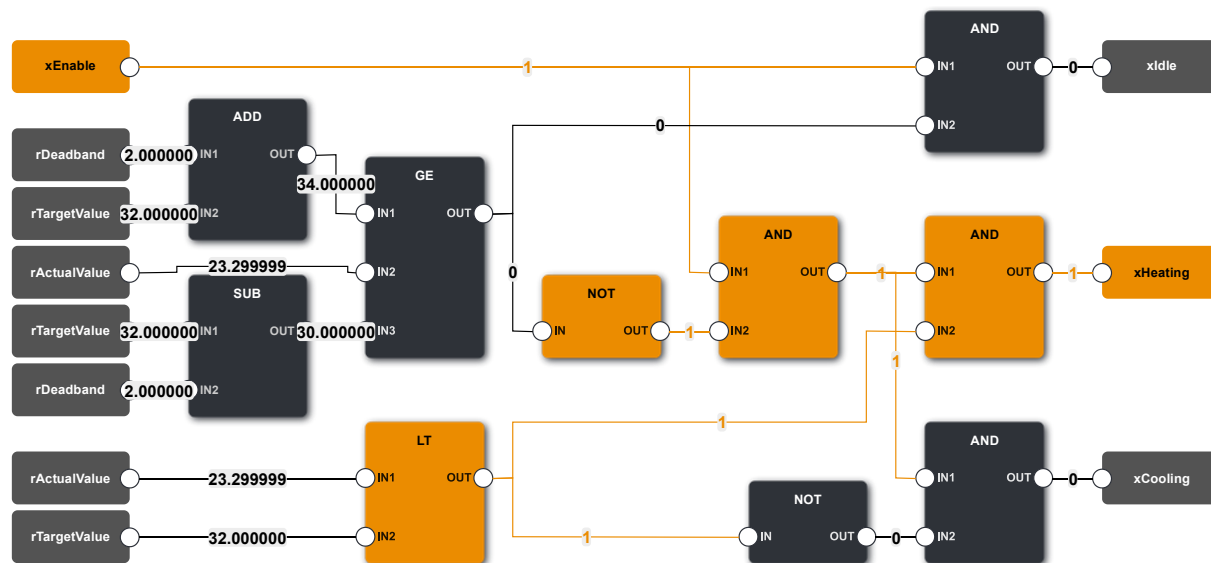 AND
xEnable
1
IN1
OUT
0
xIdle
ADD
0
IN2
rDeadband
2.000000
IN1
OUT
GE
34.000000
rTargetValue
32.000000
IN2
IN1
OUT
AND
AND
rActualValue
23.299999
IN2
0
IN1
OUT
1
IN1
OUT
1
xHeating
SUB
NOT
rTargetValue
32.000000
IN1
OUT
30.000000
IN3
IN
OUT
1
IN2
IN2
1
rDeadband
2.000000
IN2
LT
1
AND
rActualValue
23.299999
IN1
OUT
IN1
OUT
0
xCooling
NOT
rTargetValue
32.000000
IN2
1
IN
OUT
0
IN2